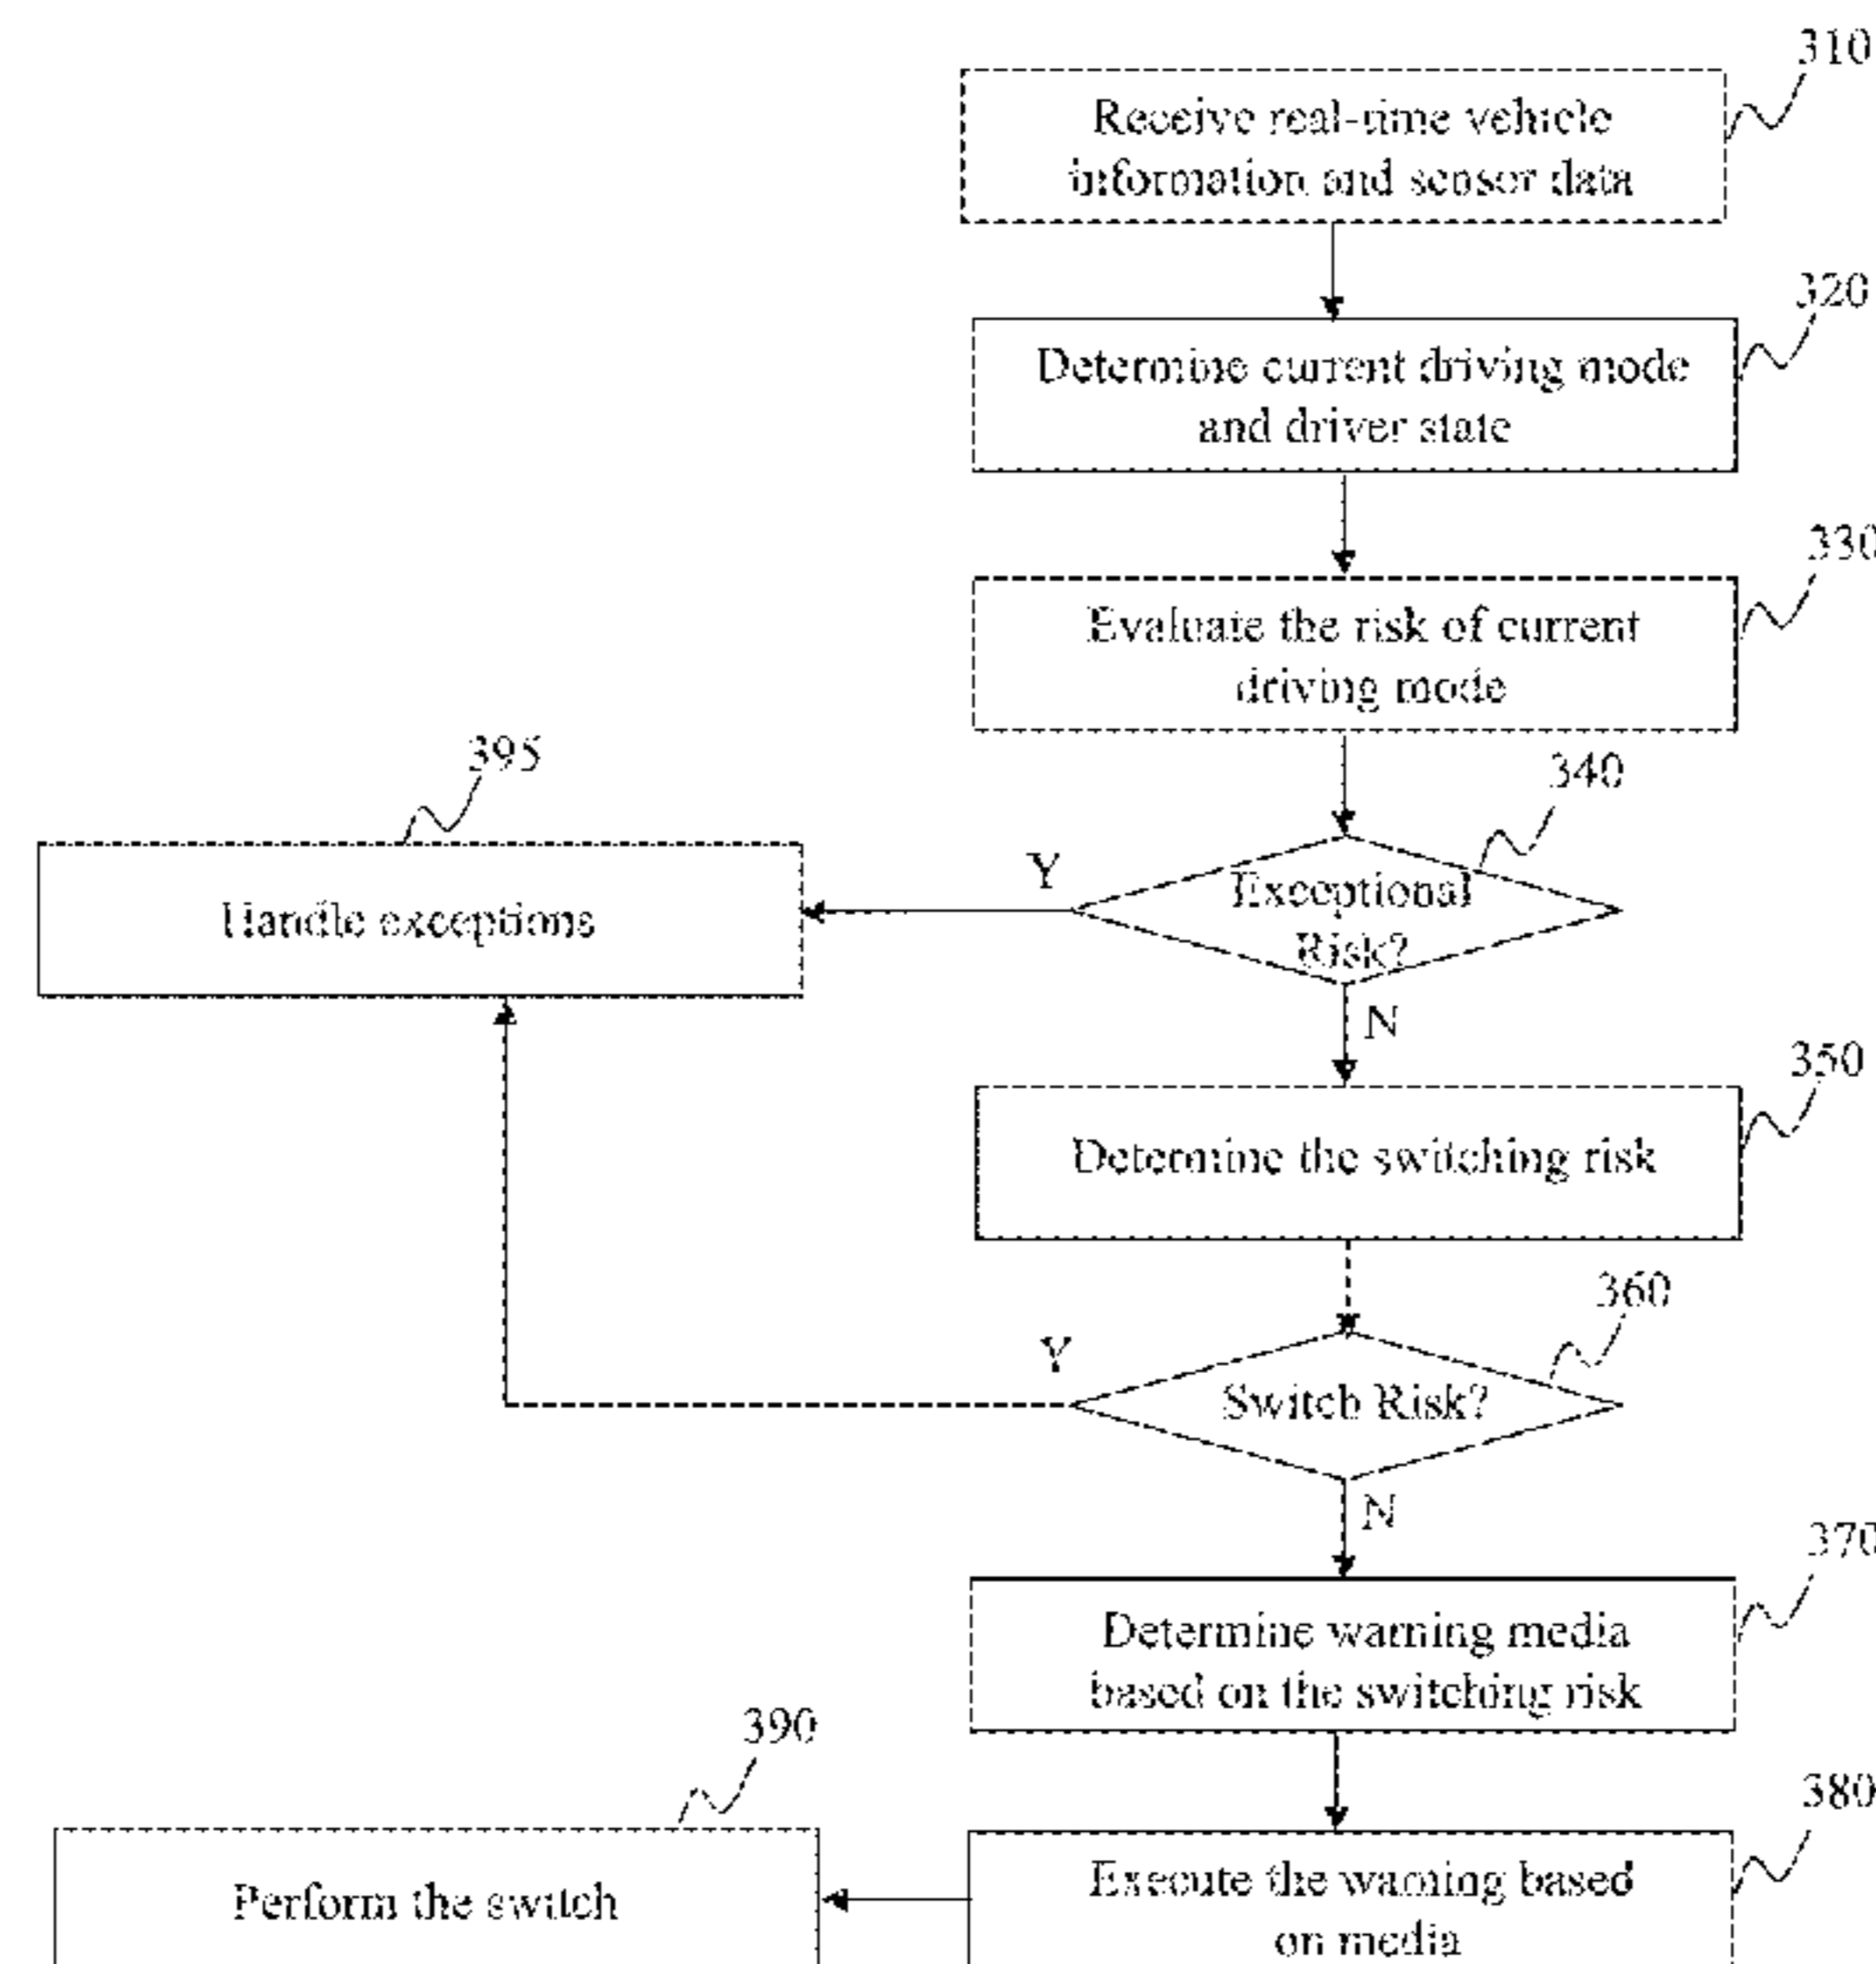 310
Receive real-time vehicle
information and sensor data
320
Determine current driving mode
and driver state
330
Evaluate the risk of current
driving mode
395
340
Handle exceptions
Y
Exceptional
Risk?
N
350
Determine the switching risk
360
Y
Switch Risk?
N
370
Determine warning media
based on the switching risk
390
380
Perform the switch
Execute the warning based
on media